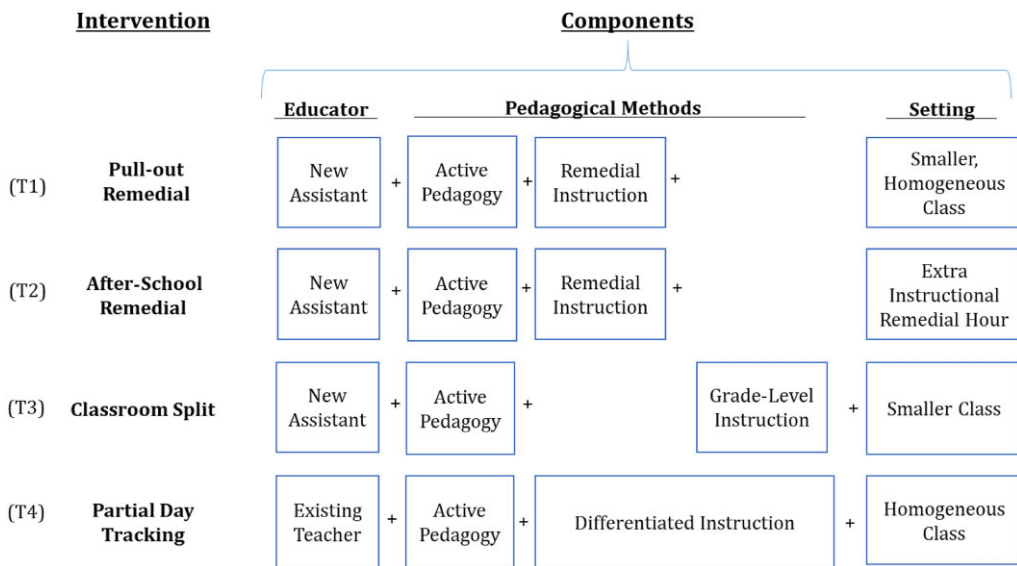 Intervention
Components
Educator
Pedagogical Methods
Setting
(T1)
Pull-out
Remedial
New
Assistant
+
Active
Pedagogy
+
Remedial
Instruction
+
Smaller,
Homogeneous
Class
(T2)
After-School
Remedial
New
Assistant
+
Active
Pedagogy
+
Remedial
Instruction
+
Extra
Instructional
Remedial Hour
(T3)
Classroom Split
New
Assistant
+
Active
Pedagogy
+
Grade-Level
Instruction
+
Smaller Class
(T4)
Partial Day
Tracking
Existing
Teacher
+
Active
Pedagogy
+
Differentiated Instruction
+
Homogeneous
Class